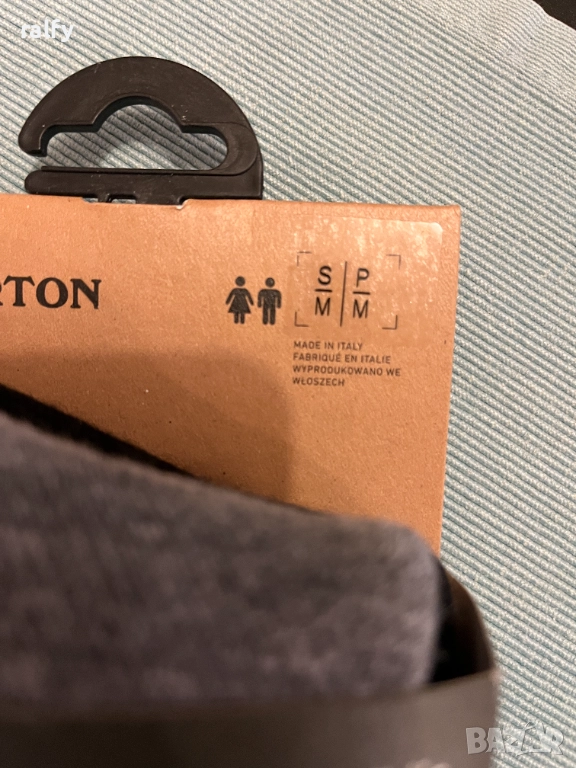 ralfy
RTON
S | P
M | M
MADE IN ITALY
FABRIQUÉ EN ITALIE
WYPRODUKOWANO WE
WŁOSZECH
BAZAR